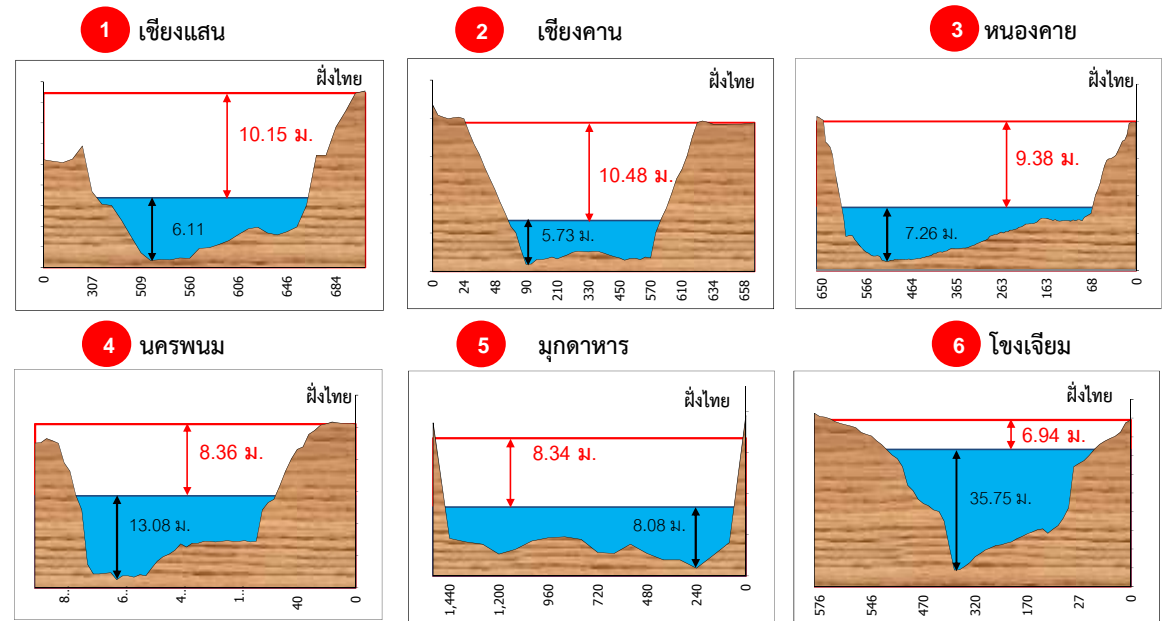 1 เชียงแสน
ฝั่งไทย
10.15 ม.
6.11
0 307 509 560 606 646 684
2 เชียงคาน
ฝั่งไทย
10.48 ม.
5.73 ม.
0 24 48 90 210 330 450 570 610 634 658
3 หนองคาย
ฝั่งไทย
9.38 ม.
7.26 ม.
650 566 464 365 263 163 68 0
4 นครพนม
ฝั่งไทย
8.36 ม.
13.08 ม.
8.. 6.. 4.. 1.. 40 0
5 มุกดาหาร
ฝั่งไทย
8.34 ม.
8.08 ม.
1,440 1,200 960 720 480 240 0
6 โขงเจียม
ฝั่งไทย
6.94 ม.
35.75 ม.
576 546 470 320 170 27 0